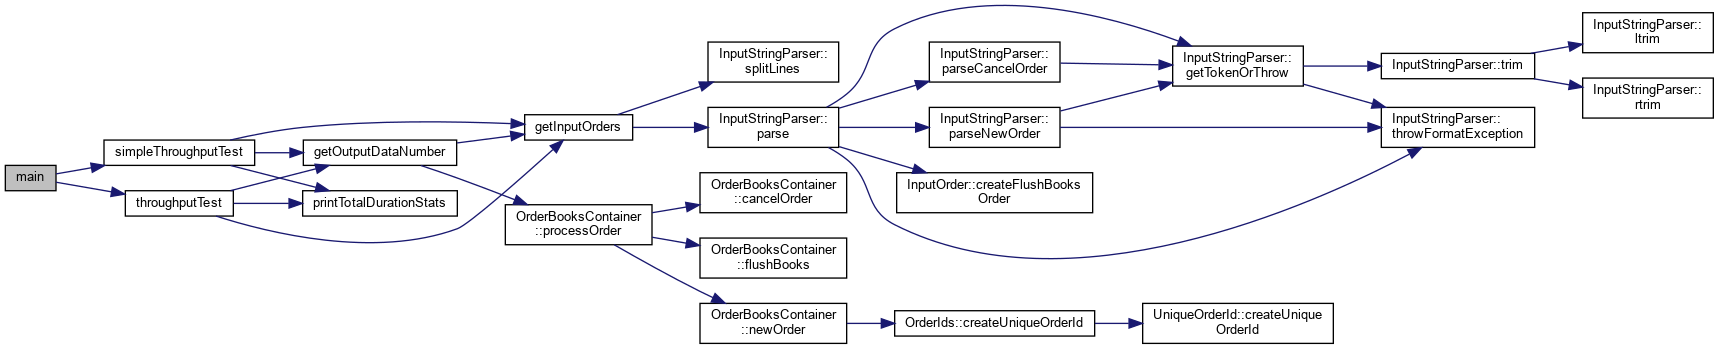 main
simpleThroughputTest
throughputTest
getOutputDataNumber
printTotalDurationStats
getInputOrders
OrderBooksContainer
::processOrder
InputStringParser::
splitLines
InputStringParser::
parse
OrderBooksContainer
::cancelOrder
OrderBooksContainer
::flushBooks
OrderBooksContainer
::newOrder
InputStringParser::
parseCancelOrder
InputStringParser::
parseNewOrder
InputOrder::createFlushBooks
Order
OrderIds::createUniqueOrderId
InputStringParser::
getTokenOrThrow
UniqueOrderId::createUnique
OrderId
InputStringParser::trim
InputStringParser::
throwFormatException
InputStringParser::
ltrim
InputStringParser::
rtrim